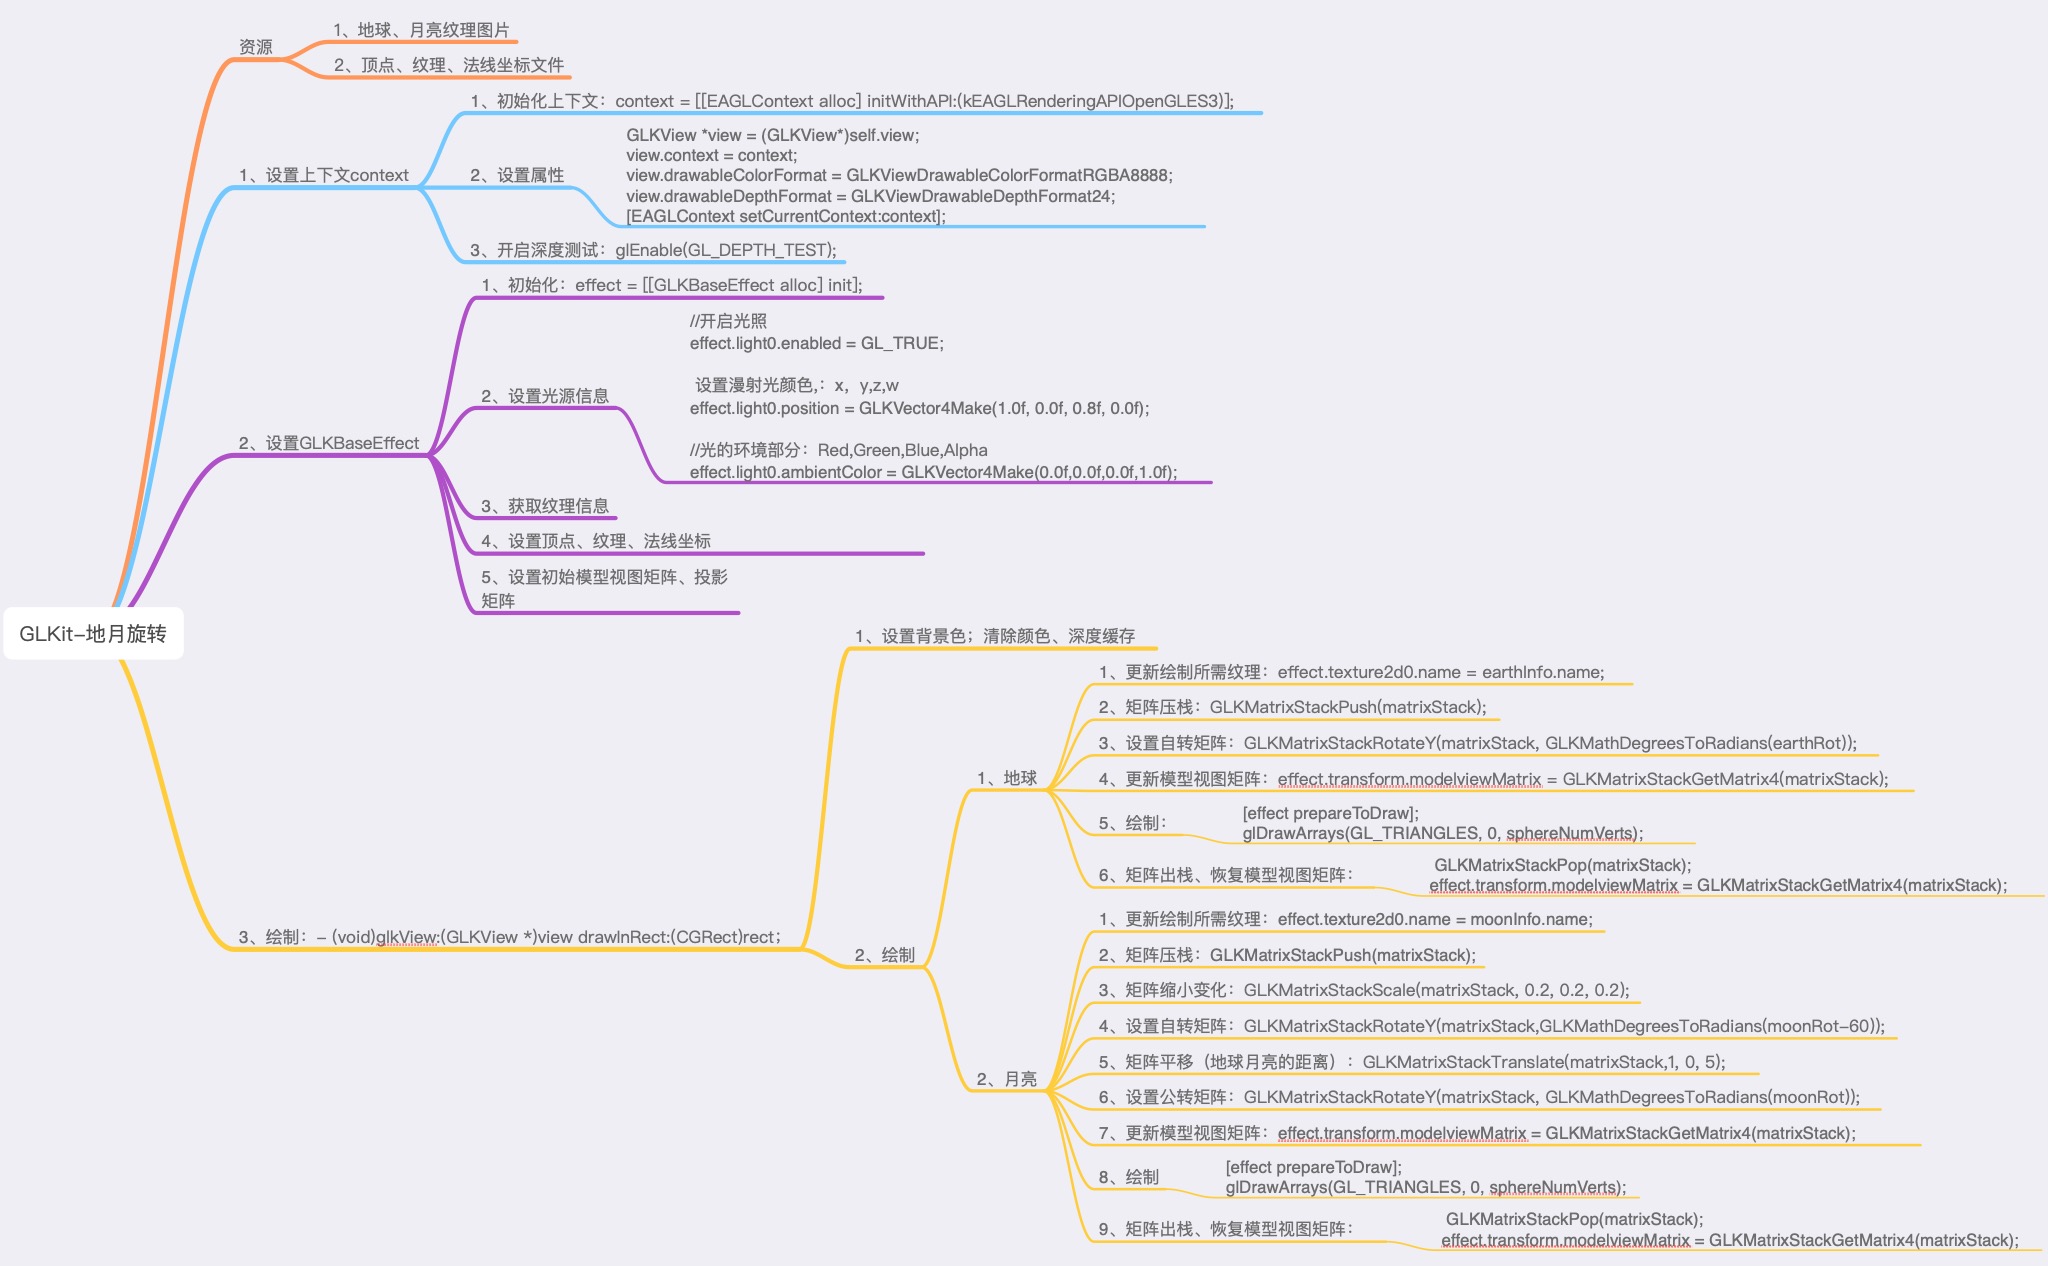 GLKit-地月旋转
资源
1、地球、月亮纹理图片
2、顶点、纹理、法线坐标文件
1、设置上下文context
1、初始化上下文：context = [[EAGLContext alloc] initWithAPI:(kEAGLRenderingAPIOpenGLES3)];
2、设置属性
GLKView *view = (GLKView*)self.view;
view.context = context;
view.drawableColorFormat = GLKViewDrawableColorFormatRGBA8888;
view.drawableDepthFormat = GLKViewDrawableDepthFormat24;
[EAGLContext setCurrentContext:context];
3、开启深度测试：glEnable(GL_DEPTH_TEST);
2、设置GLKBaseEffect
1、初始化：effect = [[GLKBaseEffect alloc] init];
2、设置光源信息
//开启光照
effect.light0.enabled = GL_TRUE;
设置漫射光颜色,：x，y,z,w
effect.light0.position = GLKVector4Make(1.0f, 0.0f, 0.8f, 0.0f);
//光的环境部分：Red,Green,Blue,Alpha
effect.light0.ambientColor = GLKVector4Make(0.0f,0.0f,0.0f,1.0f);
3、获取纹理信息
4、设置顶点、纹理、法线坐标
5、设置初始模型视图矩阵、投影
矩阵
3、绘制：- (void)glkView:(GLKView *)view drawInRect:(CGRect)rect；
1、设置背景色；清除颜色、深度缓存
2、绘制
1、地球
1、更新绘制所需纹理：effect.texture2d0.name = earthInfo.name;
2、矩阵压栈：GLKMatrixStackPush(matrixStack);
3、设置自转矩阵：GLKMatrixStackRotateY(matrixStack, GLKMathDegreesToRadians(earthRot));
4、更新模型视图矩阵：effect.transform.modelviewMatrix = GLKMatrixStackGetMatrix4(matrixStack);
5、绘制：
[effect prepareToDraw];
glDrawArrays(GL_TRIANGLES, 0, sphereNumVerts);
6、矩阵出栈、恢复模型视图矩阵：
GLKMatrixStackPop(matrixStack);
effect.transform.modelviewMatrix = GLKMatrixStackGetMatrix4(matrixStack);
2、月亮
1、更新绘制所需纹理：effect.texture2d0.name = moonInfo.name;
2、矩阵压栈：GLKMatrixStackPush(matrixStack);
3、矩阵缩小变化：GLKMatrixStackScale(matrixStack, 0.2, 0.2, 0.2);
4、设置自转矩阵：GLKMatrixStackRotateY(matrixStack,GLKMathDegreesToRadians(moonRot-60));
5、矩阵平移（地球月亮的距离）：GLKMatrixStackTranslate(matrixStack,1, 0, 5);
6、设置公转矩阵：GLKMatrixStackRotateY(matrixStack, GLKMathDegreesToRadians(moonRot));
7、更新模型视图矩阵：effect.transform.modelviewMatrix = GLKMatrixStackGetMatrix4(matrixStack);
8、绘制
[effect prepareToDraw];
glDrawArrays(GL_TRIANGLES, 0, sphereNumVerts);
9、矩阵出栈、恢复模型视图矩阵：
GLKMatrixStackPop(matrixStack);
effect.transform.modelviewMatrix = GLKMatrixStackGetMatrix4(matrixStack);